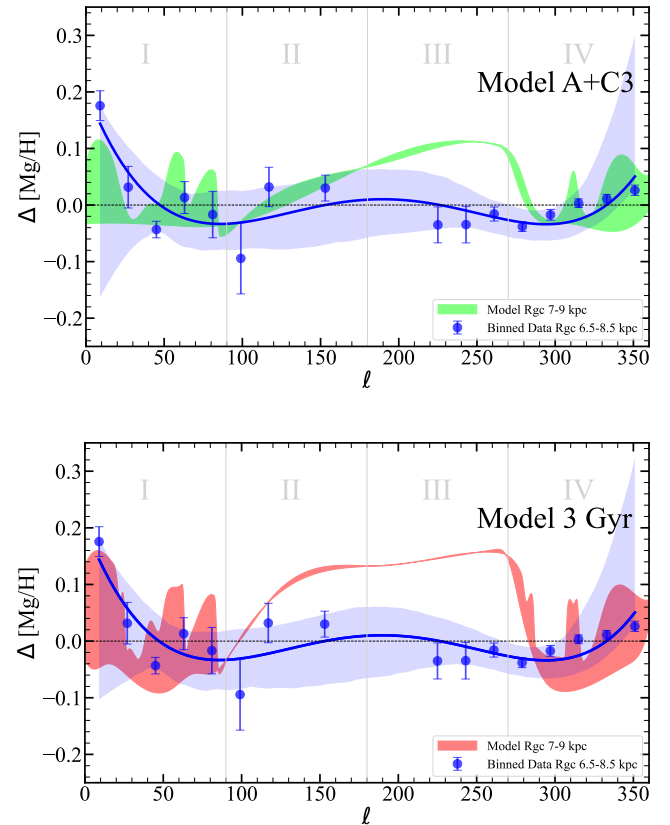 0.3
0.2
0.1
0.0
−0.1
−0.2
Δ [Mg/H]
I II III IV
Model A+C3
Model Rgc 7-9 kpc
Binned Data Rgc 6.5-8.5 kpc
0 50 100 150 200 250 300 350
ℓ
0.3
0.2
0.1
0.0
−0.1
−0.2
Δ [Mg/H]
I II III IV
Model 3 Gyr
Model Rgc 7-9 kpc
Binned Data Rgc 6.5-8.5 kpc
0 50 100 150 200 250 300 350
ℓ